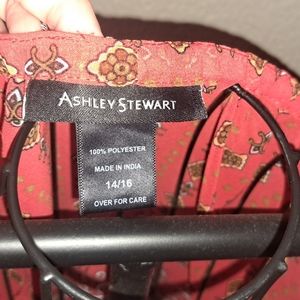 ASHLEY STEWART
100% POLYESTER
MADE IN INDIA
14/16
OVER FOR CARE